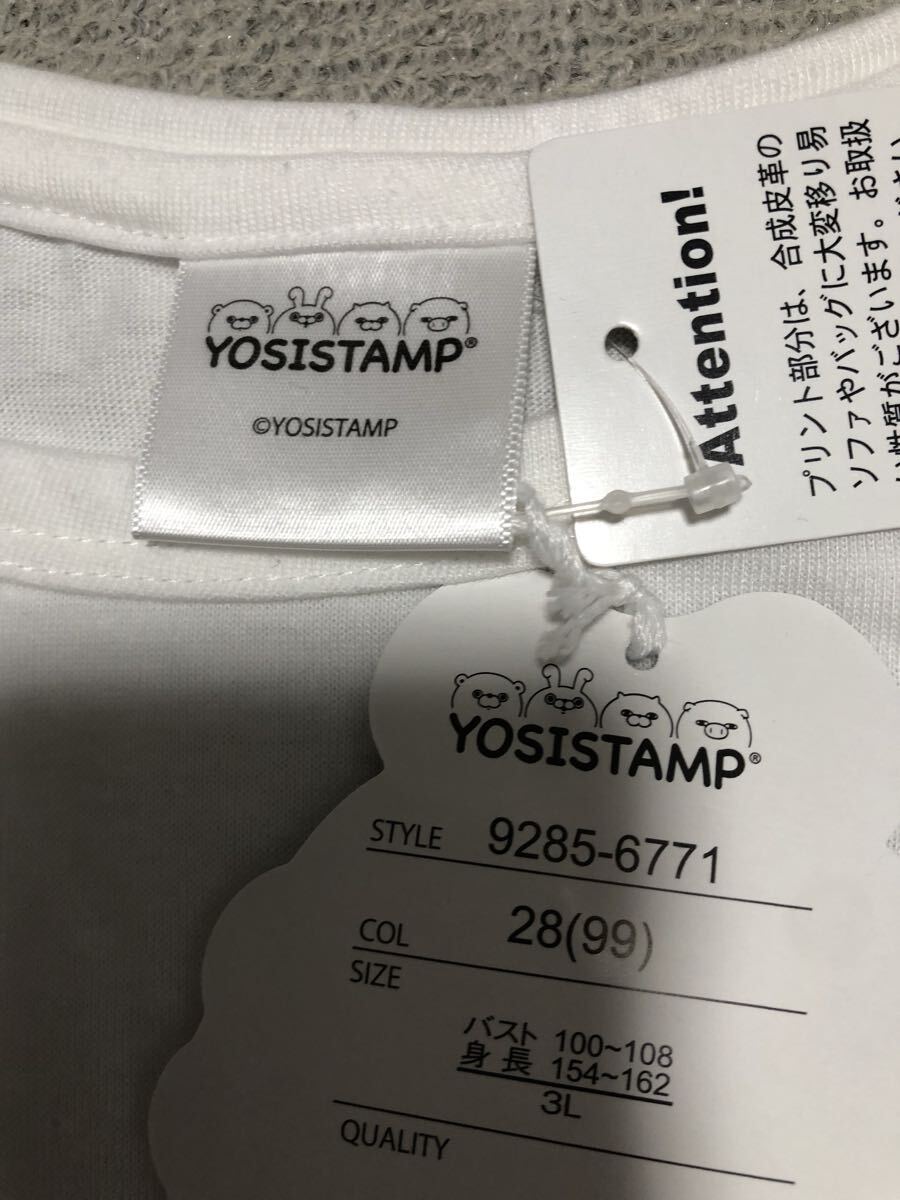 YOSISTAMP®
©YOSISTAMP
Attention!
プリント部分は、合成皮革の
ソファやバッグに大変移り易
い性質がございます。お取扱
YOSISTAMP®
STYLE 9285-6771
COL 28(99)
SIZE
バスト 100~108
身長 154~162
3L
QUALITY